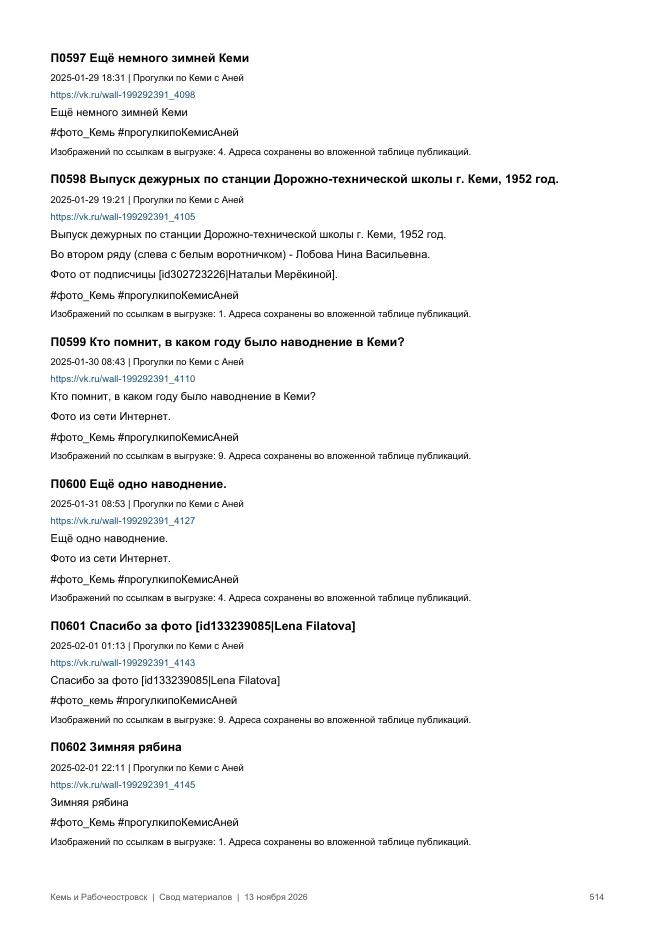 П0597 Ещё немного зимней Кеми
2025-01-29 18:31 | Прогулки по Кеми с Аней
https://vk.ru/wall-199292391_4098
Ещё немного зимней Кеми
#фото_Кемь #прогулкипоКемисАней
Изображений по ссылкам в выгрузке: 4. Адреса сохранены во вложенной таблице публикаций.
П0598 Выпуск дежурных по станции Дорожно-технической школы г. Кеми, 1952 год.
2025-01-29 19:21 | Прогулки по Кеми с Аней
https://vk.ru/wall-199292391_4105
Выпуск дежурных по станции Дорожно-технической школы г. Кеми, 1952 год.
Во втором ряду (слева с белым воротничком) - Лобова Нина Васильевна.
Фото от подписчицы [id302723226|Натальи Мерёкиной].
#фото_Кемь #прогулкипоКемисАней
Изображений по ссылкам в выгрузке: 1. Адреса сохранены во вложенной таблице публикаций.
П0599 Кто помнит, в каком году было наводнение в Кеми?
2025-01-30 08:43 | Прогулки по Кеми с Аней
https://vk.ru/wall-199292391_4110
Кто помнит, в каком году было наводнение в Кеми?
Фото из сети Интернет.
#фото_Кемь #прогулкипоКемисАней
Изображений по ссылкам в выгрузке: 9. Адреса сохранены во вложенной таблице публикаций.
П0600 Ещё одно наводнение.
2025-01-31 08:53 | Прогулки по Кеми с Аней
https://vk.ru/wall-199292391_4127
Ещё одно наводнение.
Фото из сети Интернет.
#фото_Кемь #прогулкипоКемисАней
Изображений по ссылкам в выгрузке: 4. Адреса сохранены во вложенной таблице публикаций.
П0601 Спасибо за фото [id133239085|Lena Filatova]
2025-02-01 01:13 | Прогулки по Кеми с Аней
https://vk.ru/wall-199292391_4143
Спасибо за фото [id133239085|Lena Filatova]
#фото_кемь #прогулкипоКемисАней
Изображений по ссылкам в выгрузке: 9. Адреса сохранены во вложенной таблице публикаций.
П0602 Зимняя рябина
2025-02-01 22:11 | Прогулки по Кеми с Аней
https://vk.ru/wall-199292391_4145
Зимняя рябина
#фото_Кемь #прогулкипоКемисАней
Изображений по ссылкам в выгрузке: 1. Адреса сохранены во вложенной таблице публикаций.
Кемь и Рабочеостровск | Свод материалов | 13 ноября 2026
514